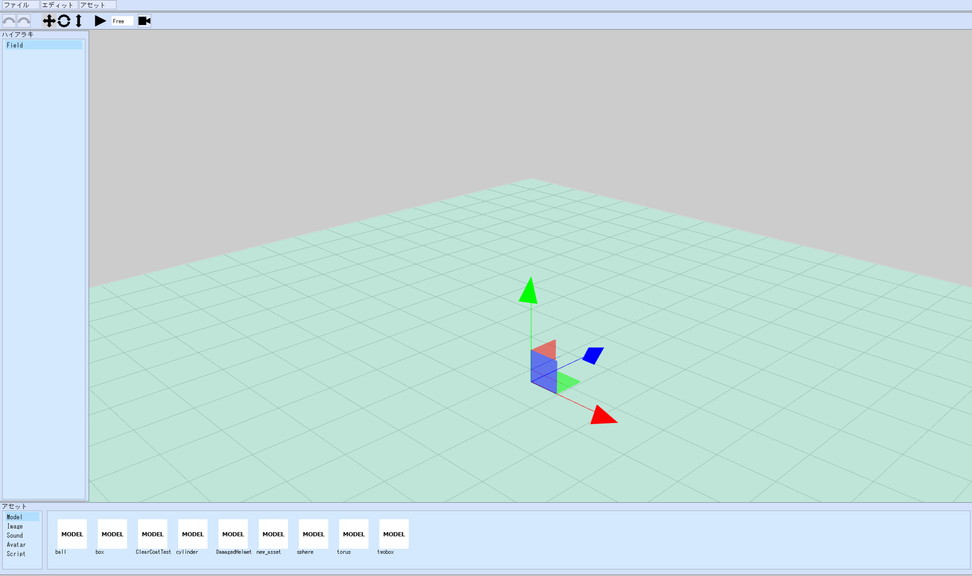 ファイル エディット アセット
Free
ハイアラキ
Field
アセット
Model
Image
Sound
Avatar
Script
MODEL MODEL MODEL MODEL MODEL MODEL MODEL MODEL MODEL
ball box ClearCoatTest cylinder DamagedHelmet new_asset sphere torus twobox